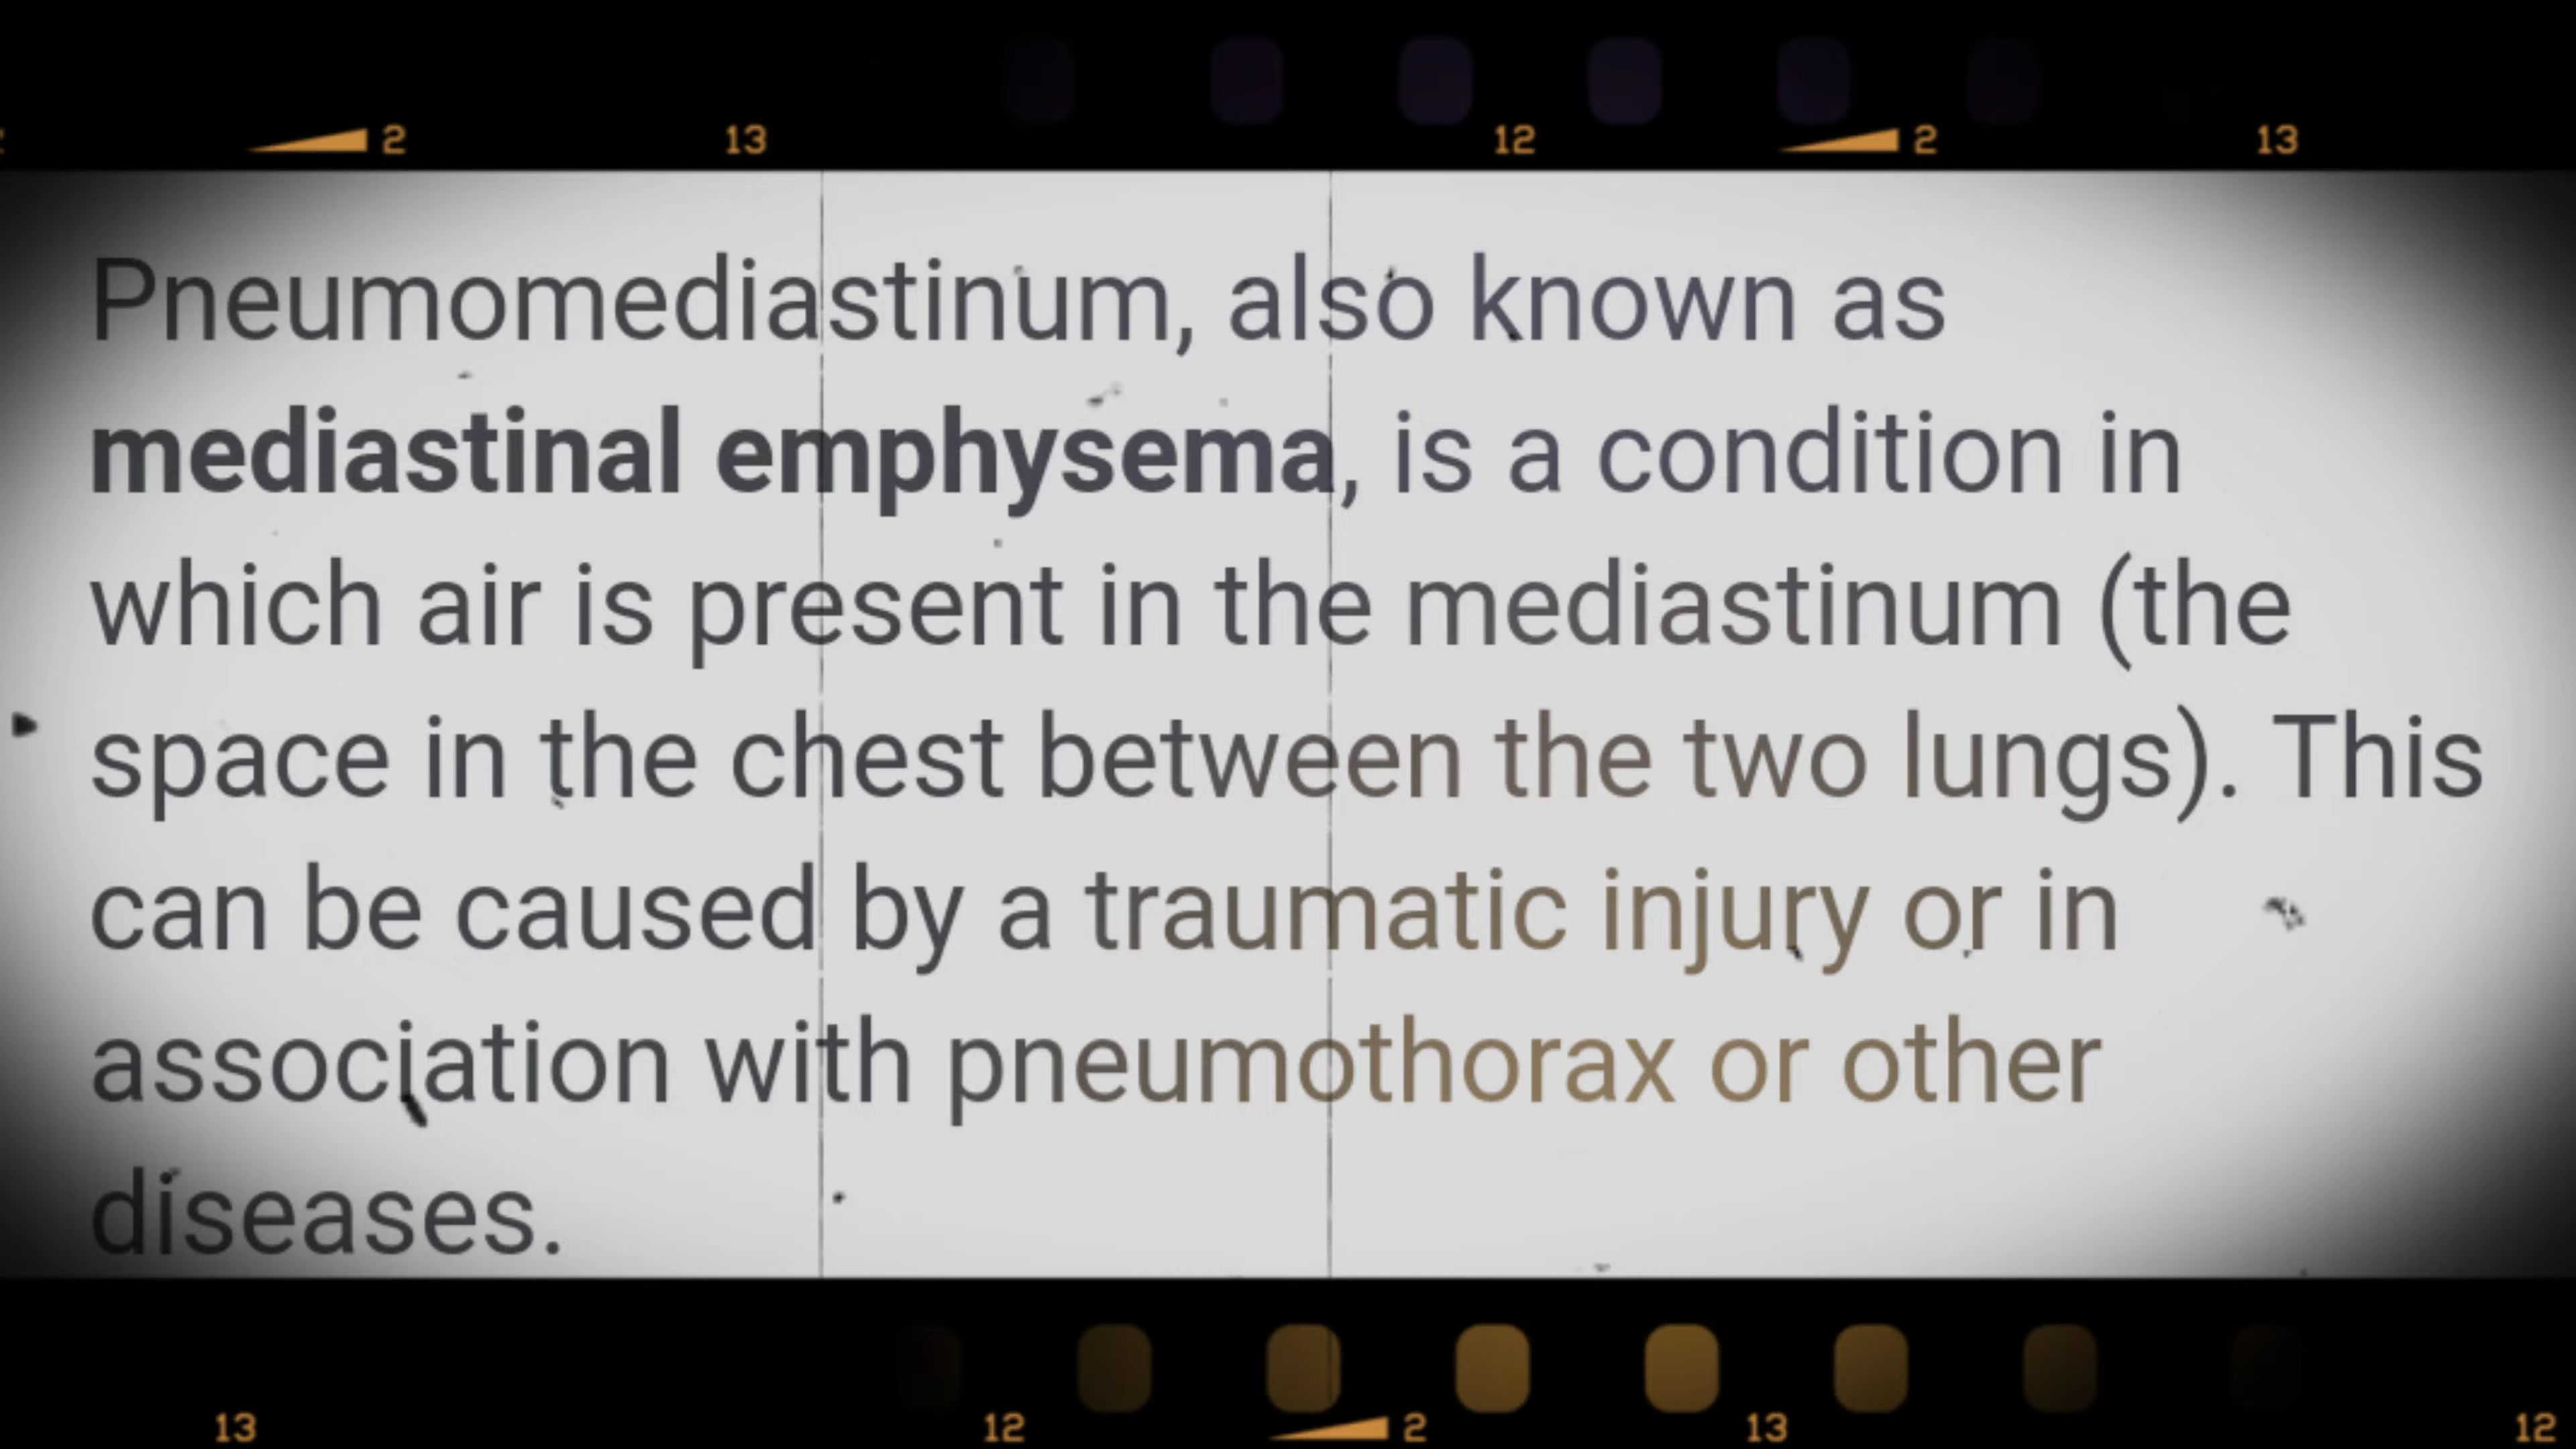 2 13 12 2 13
Pneumomediastinum, also known as
mediastinal emphysema, is a condition in
which air is present in the mediastinum (the
space in the chest between the two lungs). This
can be caused by a traumatic injury or in
association with pneumothorax or other
diseases.
13 12 2 13 12